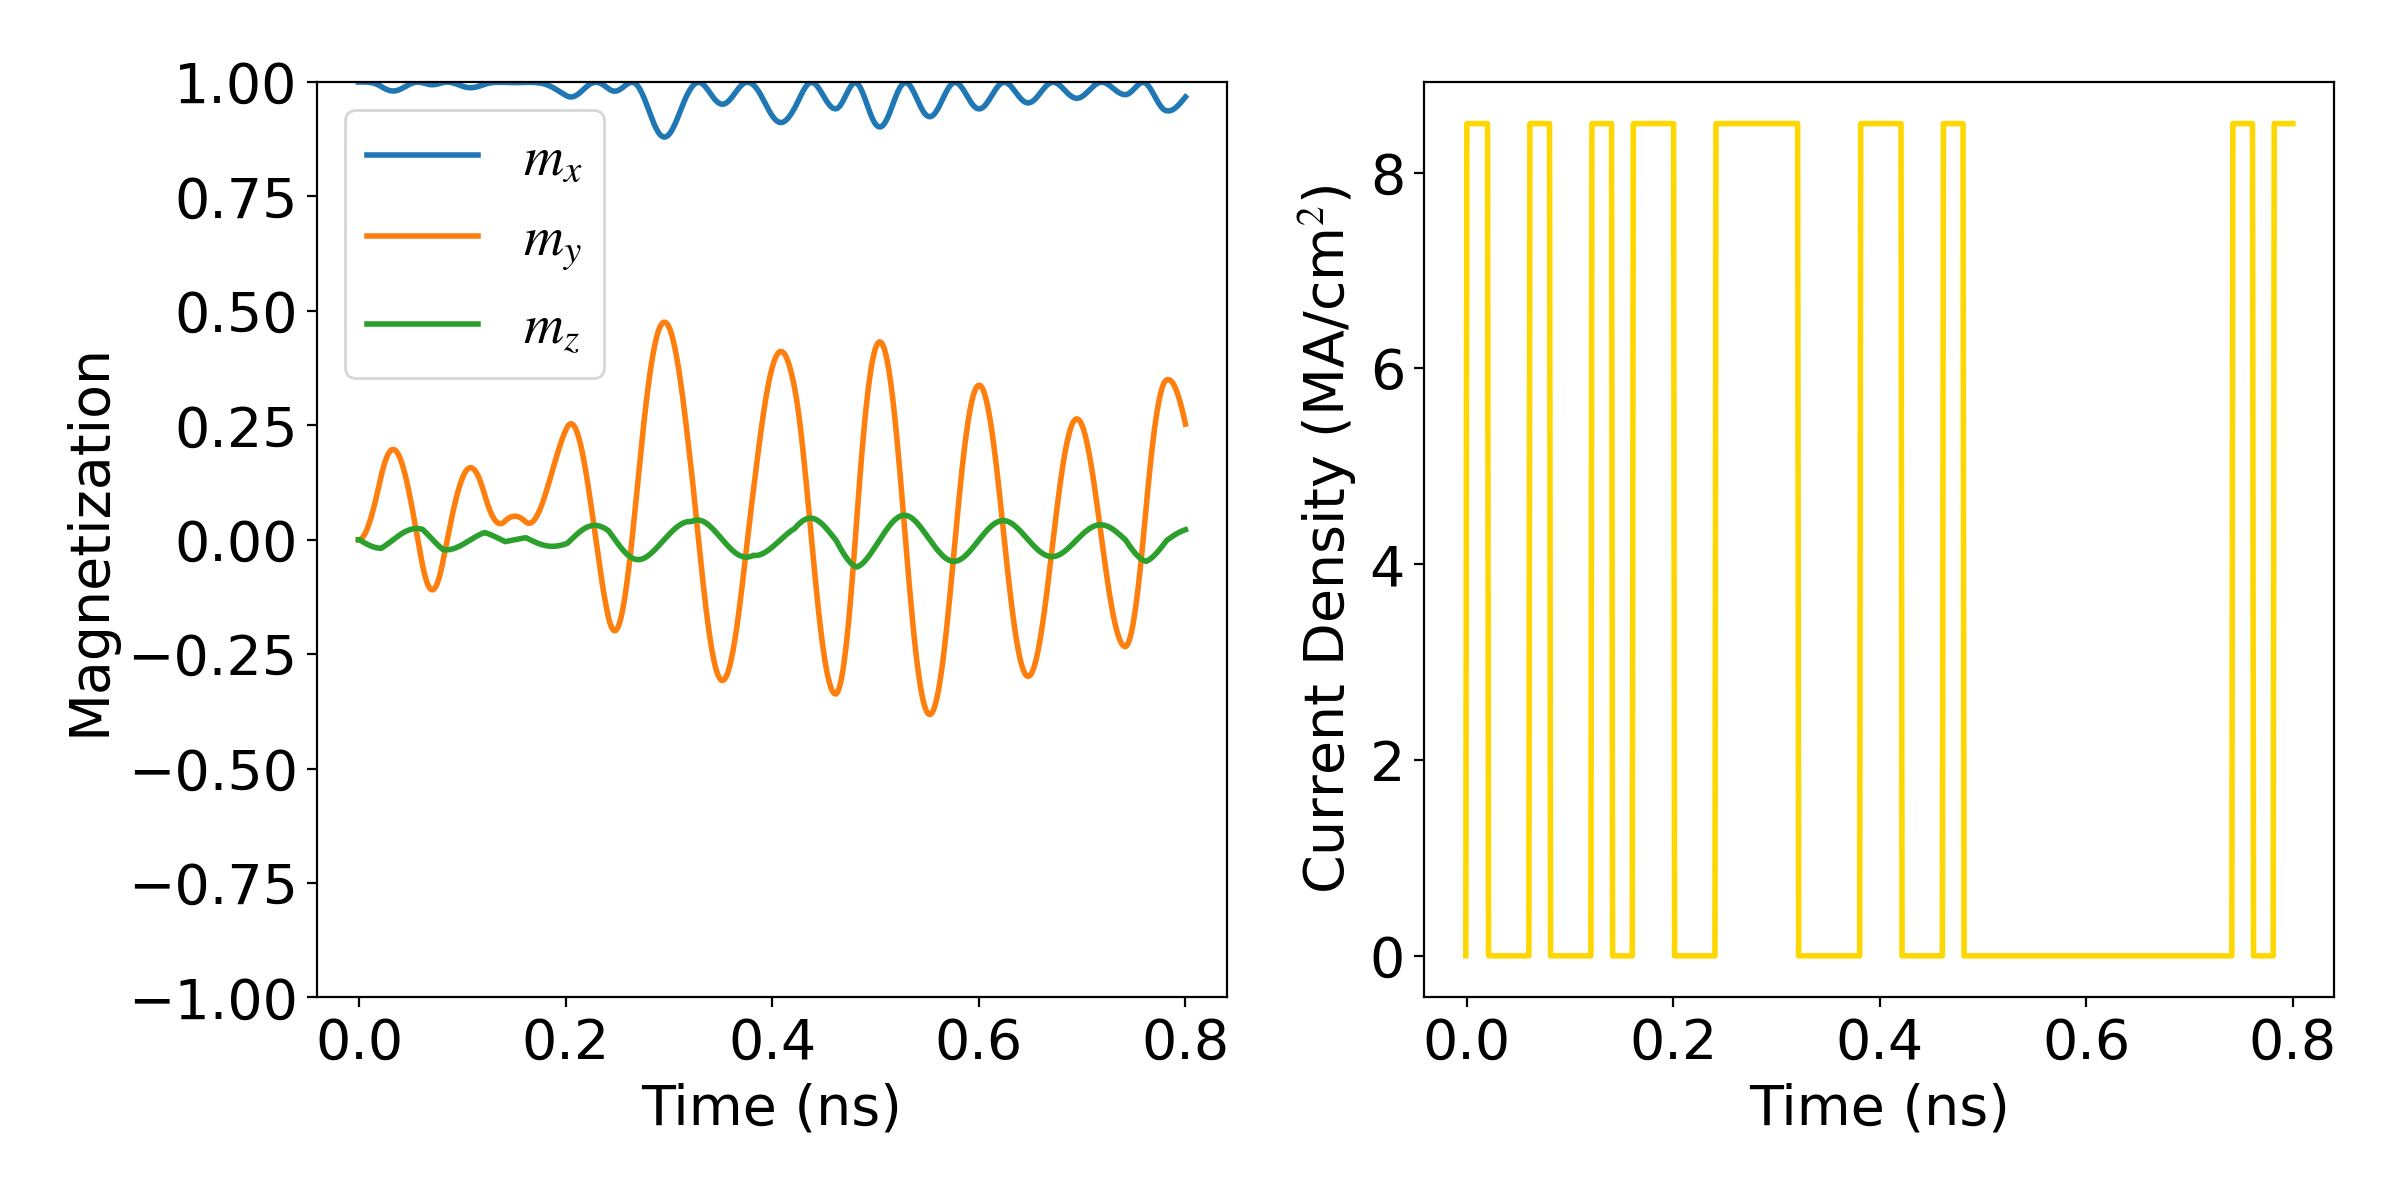 1.00
0.75
0.50
0.25
0.00
−0.25
−0.50
−0.75
−1.00
Magnetization
m_x
m_y
m_z
0.0 0.2 0.4 0.6 0.8
Time (ns)
8
6
4
2
0
Current Density (MA/cm²)
0.0 0.2 0.4 0.6 0.8
Time (ns)